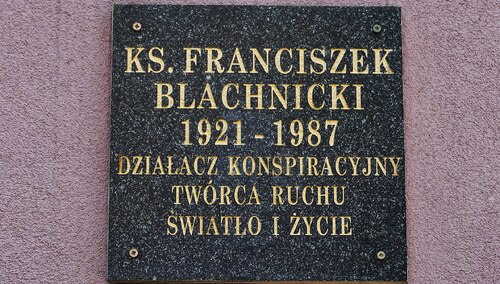 KS. FRANCISZEK
BLACHNICKI
1921 - 1987
DZIAŁACZ KONSPIRACYJNY
TWÓRCA RUCHU
ŚWIATŁO I ŻYCIE